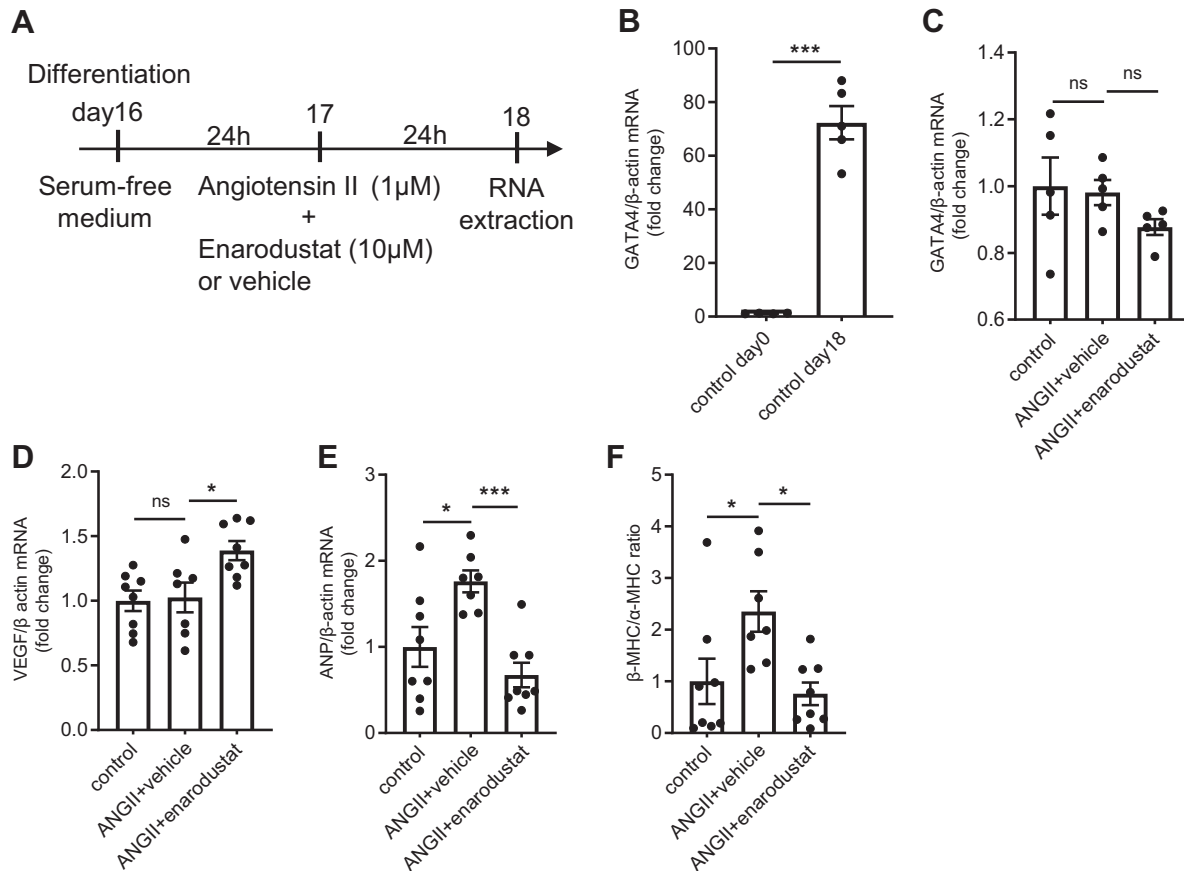 A
Differentiation
day16
17
18
24h
24h
Serum-free
medium
Angiotensin II (1μM)
+
Enarodustat (10μM)
or vehicle
RNA
extraction
B
GATA4/β-actin mRNA
(fold change)
100
80
60
40
20
0
***
control day0
control day18
C
GATA4/β-actin mRNA
(fold change)
1.4
1.2
1.0
0.8
0.6
ns
ns
control
ANGII+vehicle
ANGII+enarodustat
D
VEGF/β actin mRNA
(fold change)
2.0
1.5
1.0
0.5
0.0
ns
*
control
ANGII+vehicle
ANGII+enarodustat
E
ANP/β-actin mRNA
(fold change)
3
2
1
0
*
***
control
ANGII+vehicle
ANGII+enarodustat
F
β-MHC/α-MHC ratio
5
4
3
2
1
0
*
*
control
ANGII+vehicle
ANGII+enarodustat